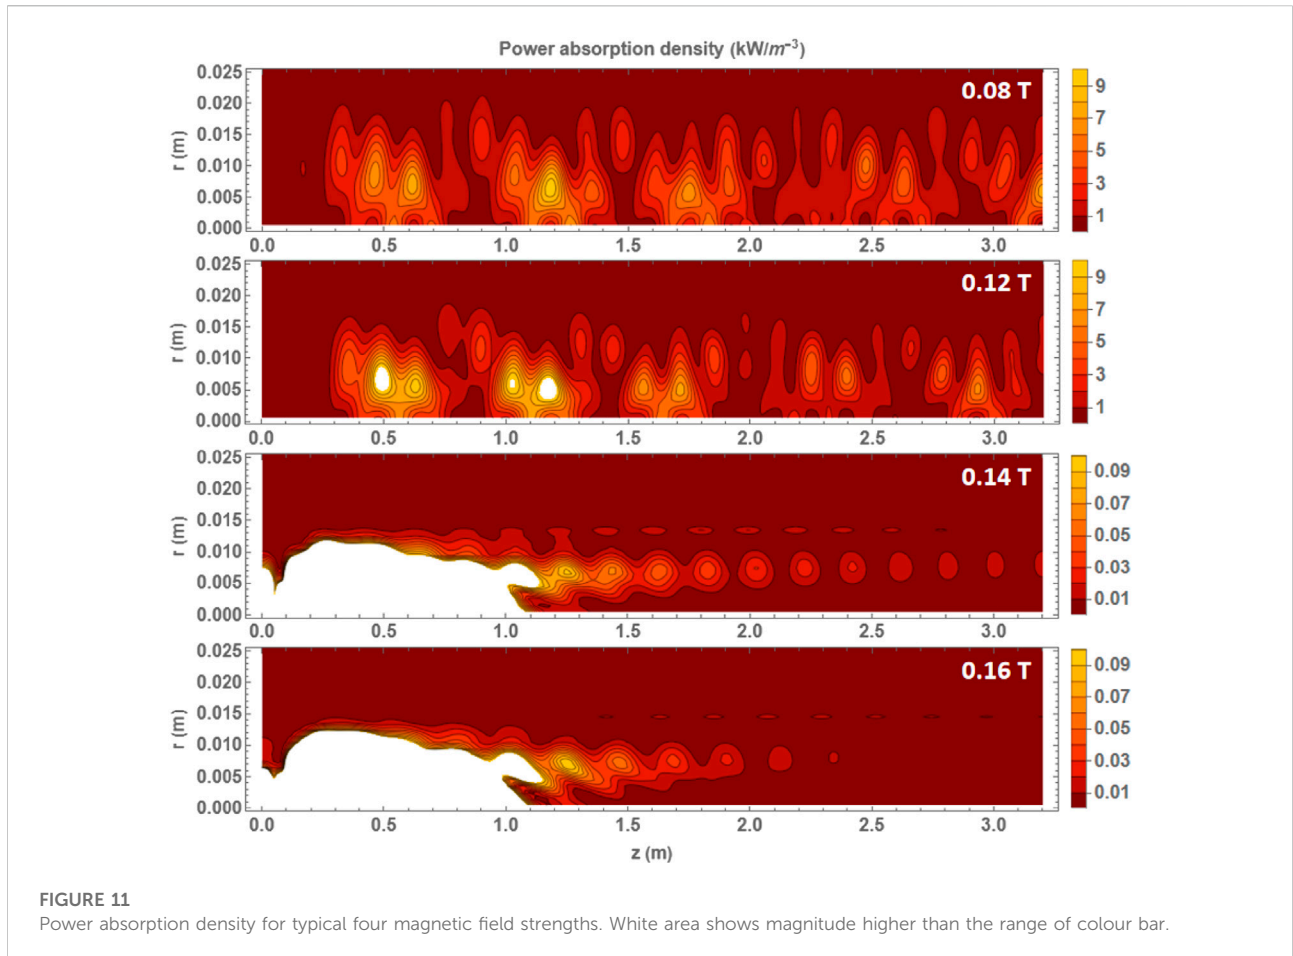 Power absorption density (kW/m⁻³)
0.025
0.020
0.015
0.010
0.005
0.000
r (m)
0.08 T
9
7
5
3
1
0.0 0.5 1.0 1.5 2.0 2.5 3.0
0.025
0.020
0.015
0.010
0.005
0.000
r (m)
0.12 T
9
7
5
3
1
0.0 0.5 1.0 1.5 2.0 2.5 3.0
0.025
0.020
0.015
0.010
0.005
0.000
r (m)
0.14 T
0.09
0.07
0.05
0.03
0.01
0.0 0.5 1.0 1.5 2.0 2.5 3.0
0.025
0.020
0.015
0.010
0.005
0.000
r (m)
0.16 T
0.09
0.07
0.05
0.03
0.01
0.0 0.5 1.0 1.5 2.0 2.5 3.0
z (m)
FIGURE 11
Power absorption density for typical four magnetic field strengths. White area shows magnitude higher than the range of colour bar.